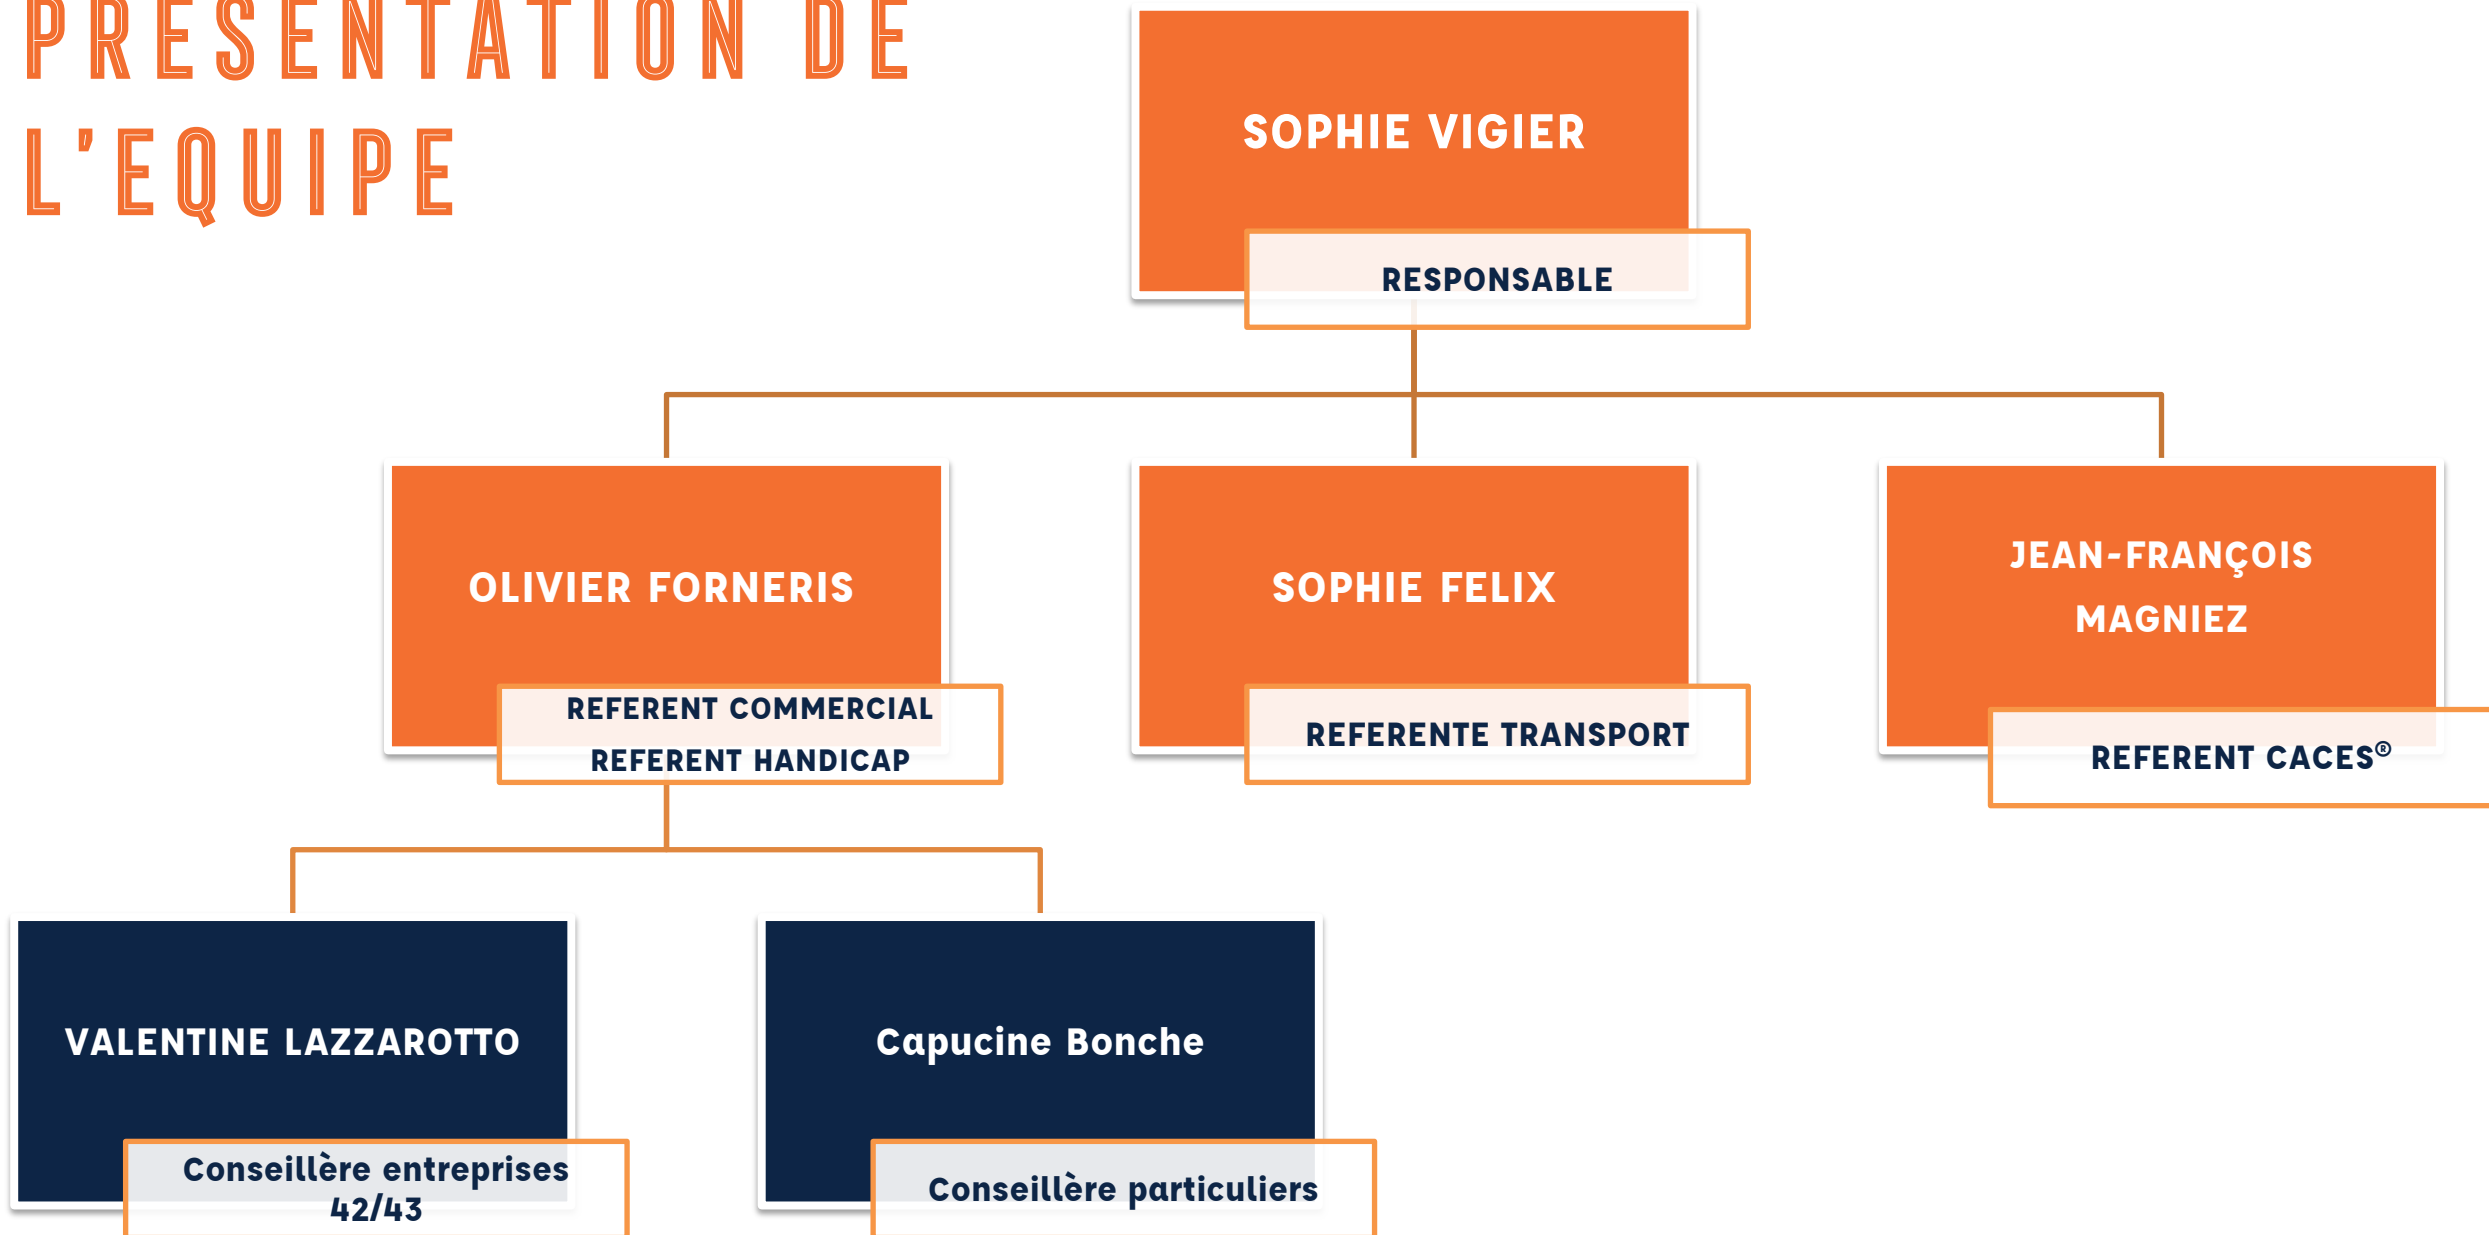 PRESENTATION DE
L'EQUIPE
SOPHIE VIGIER
RESPONSABLE
OLIVIER FORNERIS
REFERENT COMMERCIAL
REFERENT HANDICAP
SOPHIE FELIX
REFERENTE TRANSPORT
JEAN-FRANÇOIS
MAGNIEZ
REFERENT CACES®
VALENTINE LAZZAROTTO
Conseillère entreprises
42/43
Capucine Bonche
Conseillère particuliers